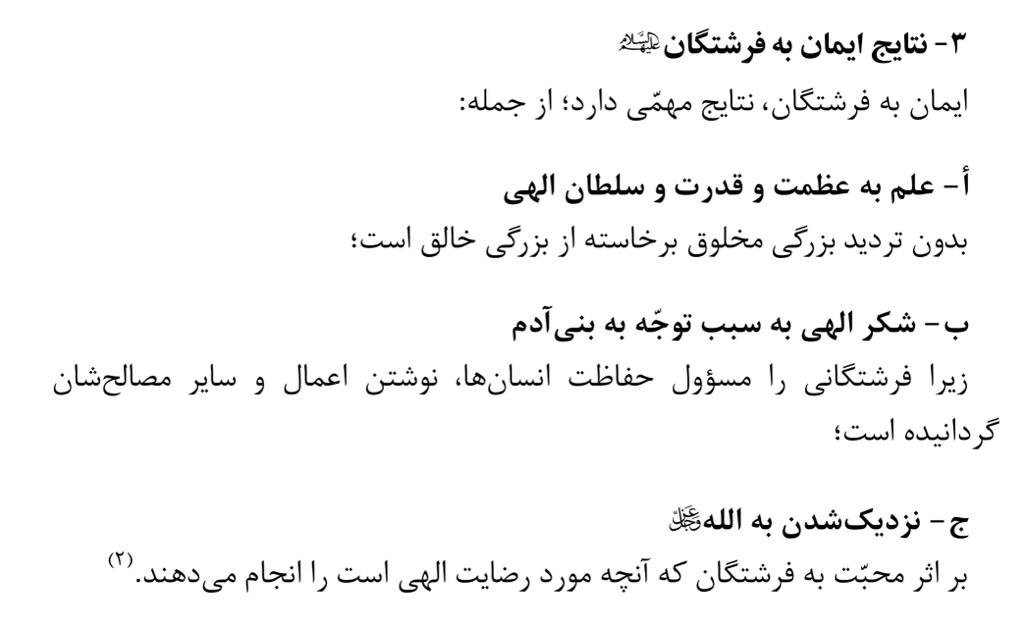 ۳- نتایج ایمان به فرشتگان علیهم‌السلام
ایمان به فرشتگان، نتایج مهمّی دارد؛ از جمله:
أ- علم به عظمت و قدرت و سلطان الهی
بدون تردید بزرگی مخلوق برخاسته از بزرگی خالق است؛
ب- شکر الهی به سبب توجّه به بنی‌آدم
زیرا فرشتگانی را مسؤول حفاظت انسان‌ها، نوشتن اعمال و سایر مصالح‌شان
گردانیده است؛
ج- نزدیک‌شدن به الله عزوجل
بر اثر محبّت به فرشتگان که آنچه مورد رضایت الهی است را انجام می‌دهند.(۲)